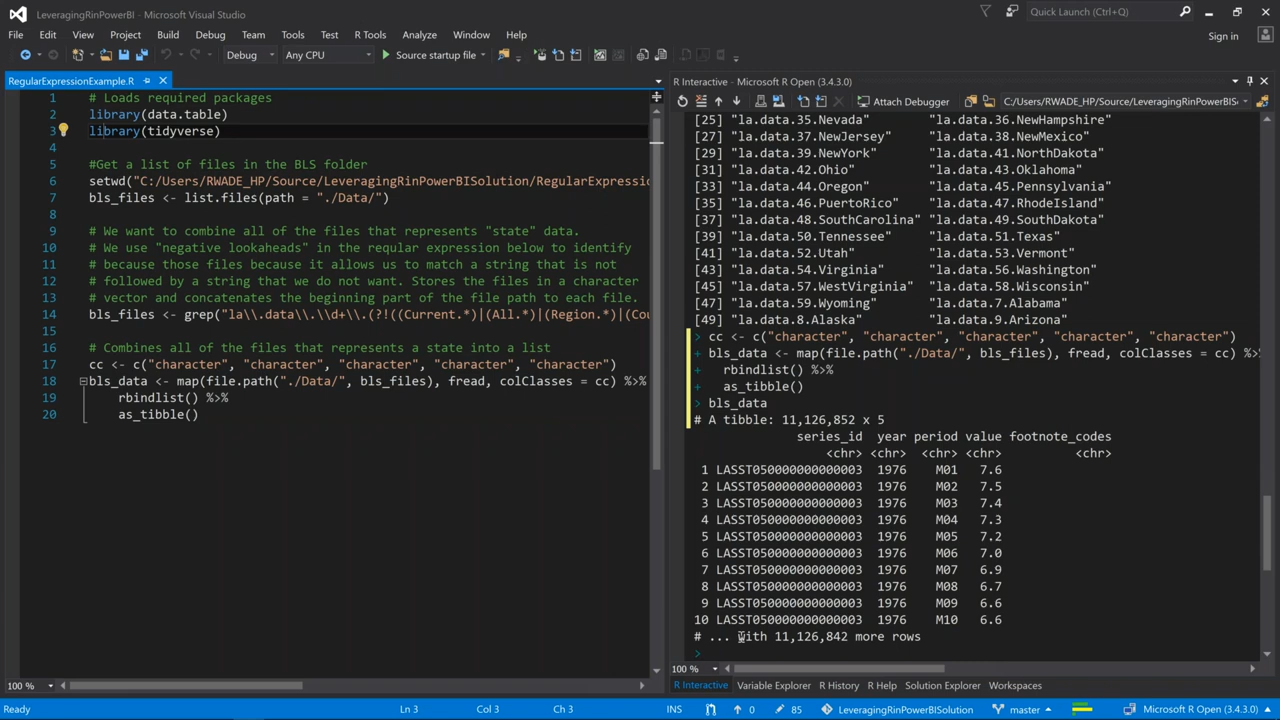 LeveragingRinPowerBI - Microsoft Visual Studio
Quick Launch (Ctrl+Q)
File Edit View Project Build Debug Team Tools Test R Tools Analyze Window Help
Sign in
Debug Any CPU Source startup file
RegularExpressionExample.R
1 # Loads required packages
2 library(data.table)
3 library(tidyverse)
4
5 #Get a list of files in the BLS folder
6 setwd("C:/Users/RWADE_HP/Source/LeveragingRinPowerBISolution/RegularExpressio
7 bls_files <- list.files(path = "./Data/")
8
9 # We want to combine all of the files that represents "state" data.
10 # We use "negative lookaheads" in the reqular expression below to identify
11 # because those files because it allows us to match a string that is not
12 # followed by a string that we do not want. Stores the files in a character
13 # vector and concatenates the beginning part of the file path to each file.
14 bls_files <- grep("la\\.data\\.\\d+\\.(?!((Current.*)|(All.*)|(Region.*)|(Cou
15
16 # Combines all of the files that represents a state into a list
17 cc <- c("character", "character", "character", "character", "character")
18 bls_data <- map(file.path("./Data/", bls_files), fread, colClasses = cc) %>%
19 rbindlist() %>%
20 as_tibble()
100 %
R Interactive - Microsoft R Open (3.4.3.0)
Attach Debugger C:/Users/RWADE_HP/Source/LeveragingRinPowerBIS
[25] "la.data.35.Nevada" "la.data.36.NewHampshire"
[27] "la.data.37.NewJersey" "la.data.38.NewMexico"
[29] "la.data.39.NewYork" "la.data.41.NorthDakota"
[31] "la.data.42.Ohio" "la.data.43.Oklahoma"
[33] "la.data.44.Oregon" "la.data.45.Pennsylvania"
[35] "la.data.46.PuertoRico" "la.data.47.RhodeIsland"
[37] "la.data.48.SouthCarolina" "la.data.49.SouthDakota"
[39] "la.data.50.Tennessee" "la.data.51.Texas"
[41] "la.data.52.Utah" "la.data.53.Vermont"
[43] "la.data.54.Virginia" "la.data.56.Washington"
[45] "la.data.57.WestVirginia" "la.data.58.Wisconsin"
[47] "la.data.59.Wyoming" "la.data.7.Alabama"
[49] "la.data.8.Alaska" "la.data.9.Arizona"
> cc <- c("character", "character", "character", "character", "character")
+ bls_data <- map(file.path("./Data/", bls_files), fread, colClasses = cc) %>%
+ rbindlist() %>%
+ as_tibble()
> bls_data
# A tibble: 11,126,852 x 5
series_id year period value footnote_codes
<chr> <chr> <chr> <chr> <chr>
1 LASST050000000000003 1976 M01 7.6
2 LASST050000000000003 1976 M02 7.5
3 LASST050000000000003 1976 M03 7.4
4 LASST050000000000003 1976 M04 7.3
5 LASST050000000000003 1976 M05 7.2
6 LASST050000000000003 1976 M06 7.0
7 LASST050000000000003 1976 M07 6.9
8 LASST050000000000003 1976 M08 6.7
9 LASST050000000000003 1976 M09 6.6
10 LASST050000000000003 1976 M10 6.6
# ... with 11,126,842 more rows
>
100 %
R Interactive Variable Explorer R History R Help Solution Explorer Workspaces
Ln 3 Col 3 Ch 3 INS 0 85 LeveragingRinPowerBISolution master Microsoft R Open (3.4.3.0)